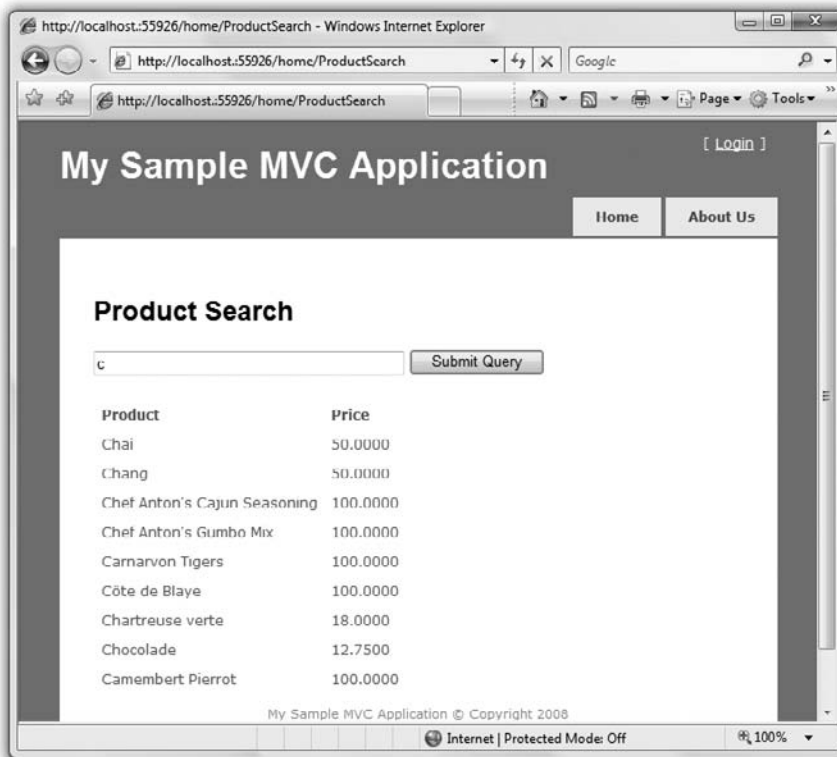 http://localhost.:55926/home/ProductSearch - Windows Internet Explorer
http://localhost.:55926/home/ProductSearch
Google
http://localhost.:55926/home/ProductSearch
Page
Tools
[ Login ]
My Sample MVC Application
Home
About Us
Product Search
c
Submit Query
Product Price
Chai 50.0000
Chang 50.0000
Chef Anton's Cajun Seasoning 100.0000
Chef Anton's Gumbo Mix 100.0000
Carnarvon Tigers 100.0000
Côte de Blaye 100.0000
Chartreuse verte 18.0000
Chocolade 12.7500
Camembert Pierrot 100.0000
My Sample MVC Application © Copyright 2008
Internet | Protected Mode: Off
100%